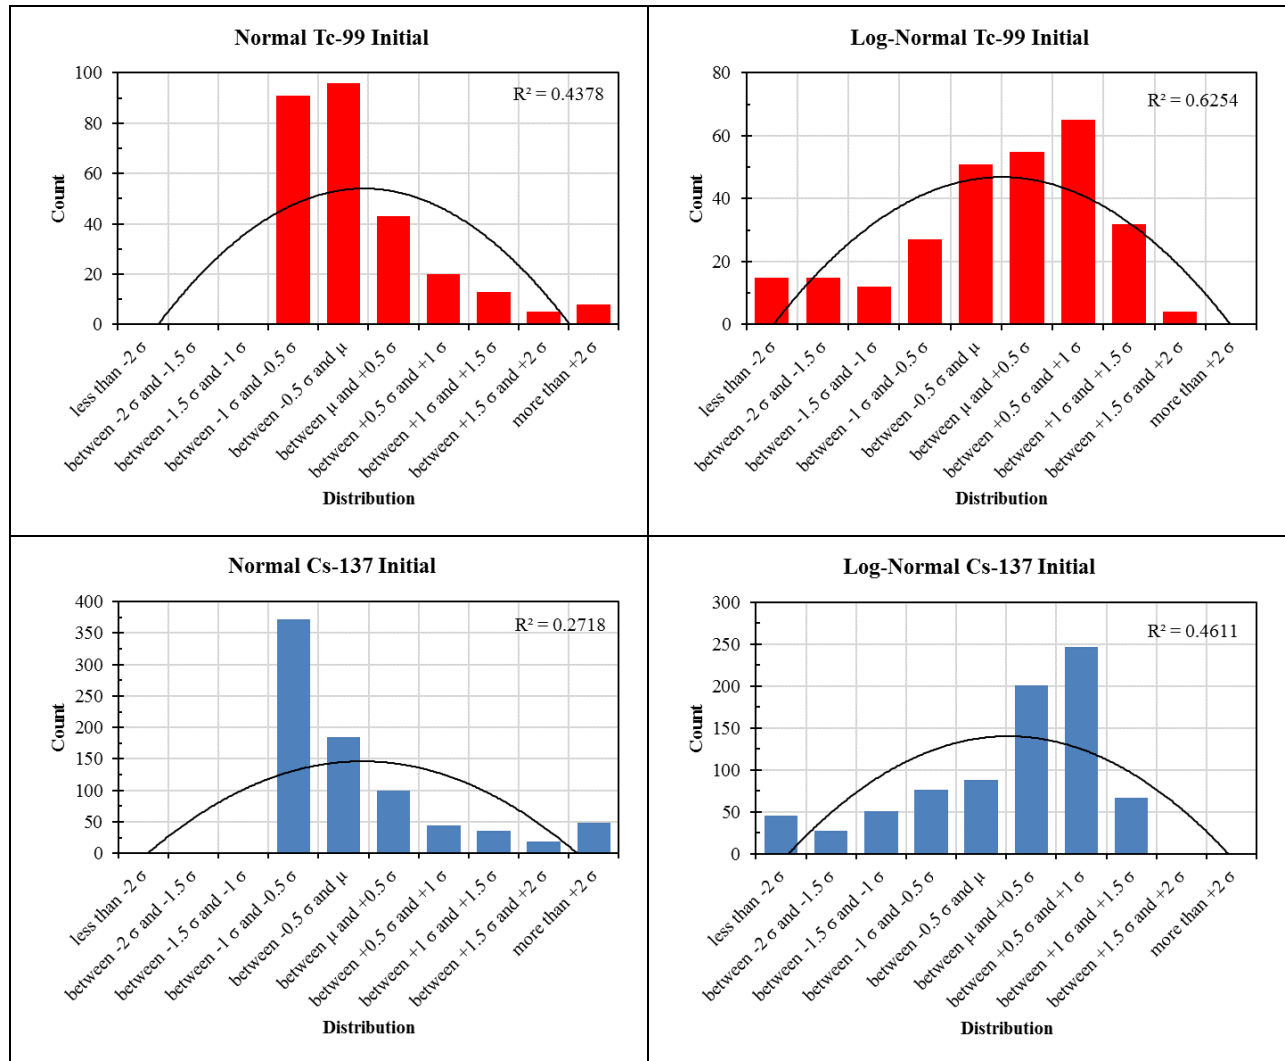 Normal Tc-99 Initial
R² = 0.4378
100
80
60
40
20
0
Count
less than -2 σ
between -2 σ and -1.5 σ
between -1.5 σ and -1 σ
between -1 σ and -0.5 σ
between -0.5 σ and μ
between μ and +0.5 σ
between +0.5 σ and +1 σ
between +1 σ and +1.5 σ
between +1.5 σ and +2 σ
more than +2 σ
Distribution
Log-Normal Tc-99 Initial
R² = 0.6254
80
60
40
20
0
Count
less than -2 σ
between -2 σ and -1.5 σ
between -1.5 σ and -1 σ
between -1 σ and -0.5 σ
between -0.5 σ and μ
between μ and +0.5 σ
between +0.5 σ and +1 σ
between +1 σ and +1.5 σ
between +1.5 σ and +2 σ
more than +2 σ
Distribution
Normal Cs-137 Initial
R² = 0.2718
400
350
300
250
200
150
100
50
0
Count
less than -2 σ
between -2 σ and -1.5 σ
between -1.5 σ and -1 σ
between -1 σ and -0.5 σ
between -0.5 σ and μ
between μ and +0.5 σ
between +0.5 σ and +1 σ
between +1 σ and +1.5 σ
between +1.5 σ and +2 σ
more than +2 σ
Distribution
Log-Normal Cs-137 Initial
R² = 0.4611
300
250
200
150
100
50
0
Count
less than -2 σ
between -2 σ and -1.5 σ
between -1.5 σ and -1 σ
between -1 σ and -0.5 σ
between -0.5 σ and μ
between μ and +0.5 σ
between +0.5 σ and +1 σ
between +1 σ and +1.5 σ
between +1.5 σ and +2 σ
more than +2 σ
Distribution